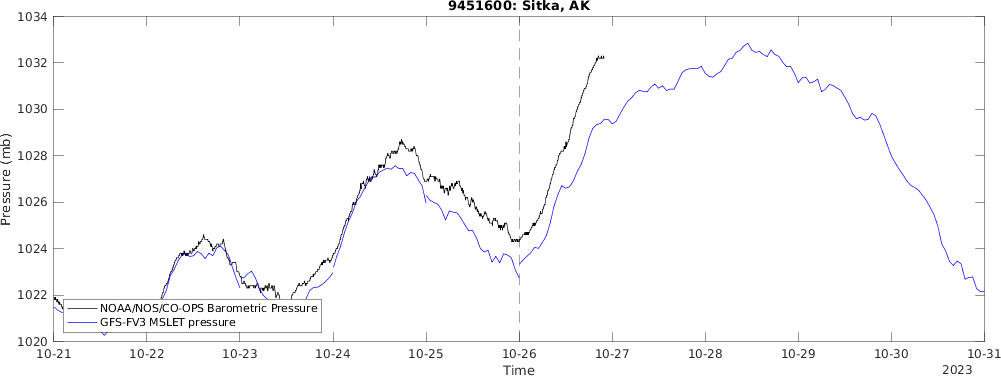 9451600: Sitka, AK
Pressure (mb)
1034
1032
1030
1028
1026
1024
1022
1020
NOAA/NOS/CO-OPS Barometric Pressure
GFS-FV3 MSLET pressure
10-21 10-22 10-23 10-24 10-25 10-26 10-27 10-28 10-29 10-30 10-31
Time
2023